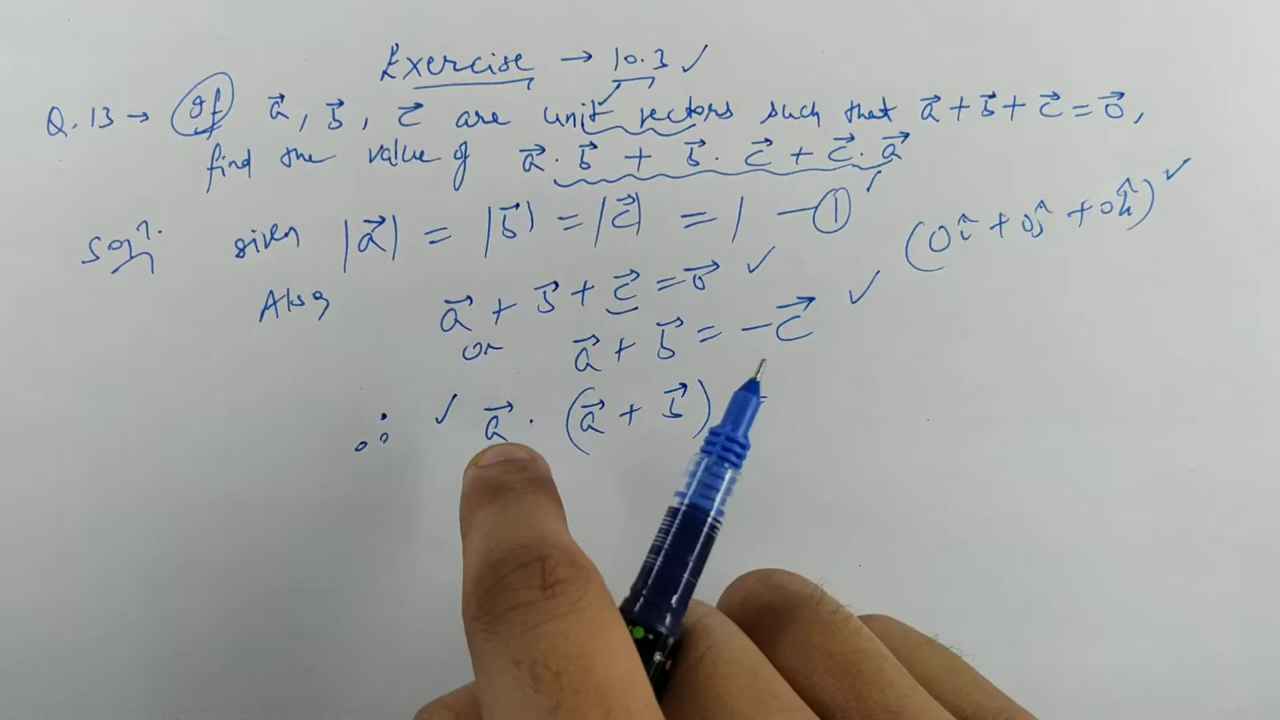 Exercise → 10.3 ✓
Q.13 → If a⃗, b⃗, c⃗ are unit vectors such that a⃗ + b⃗ + c⃗ = 0⃗,
find the value of a⃗ · b⃗ + b⃗ · c⃗ + c⃗ · a⃗
Solⁿ. given |a⃗| = |b⃗| = |c⃗| = 1 — ①
(0î + 0ĵ + 0k̂) ✓
Also a⃗ + b⃗ + c⃗ = 0⃗ ✓
or a⃗ + b⃗ = -c⃗ ✓
∴ ✓ a⃗ · (a⃗ + b⃗) =